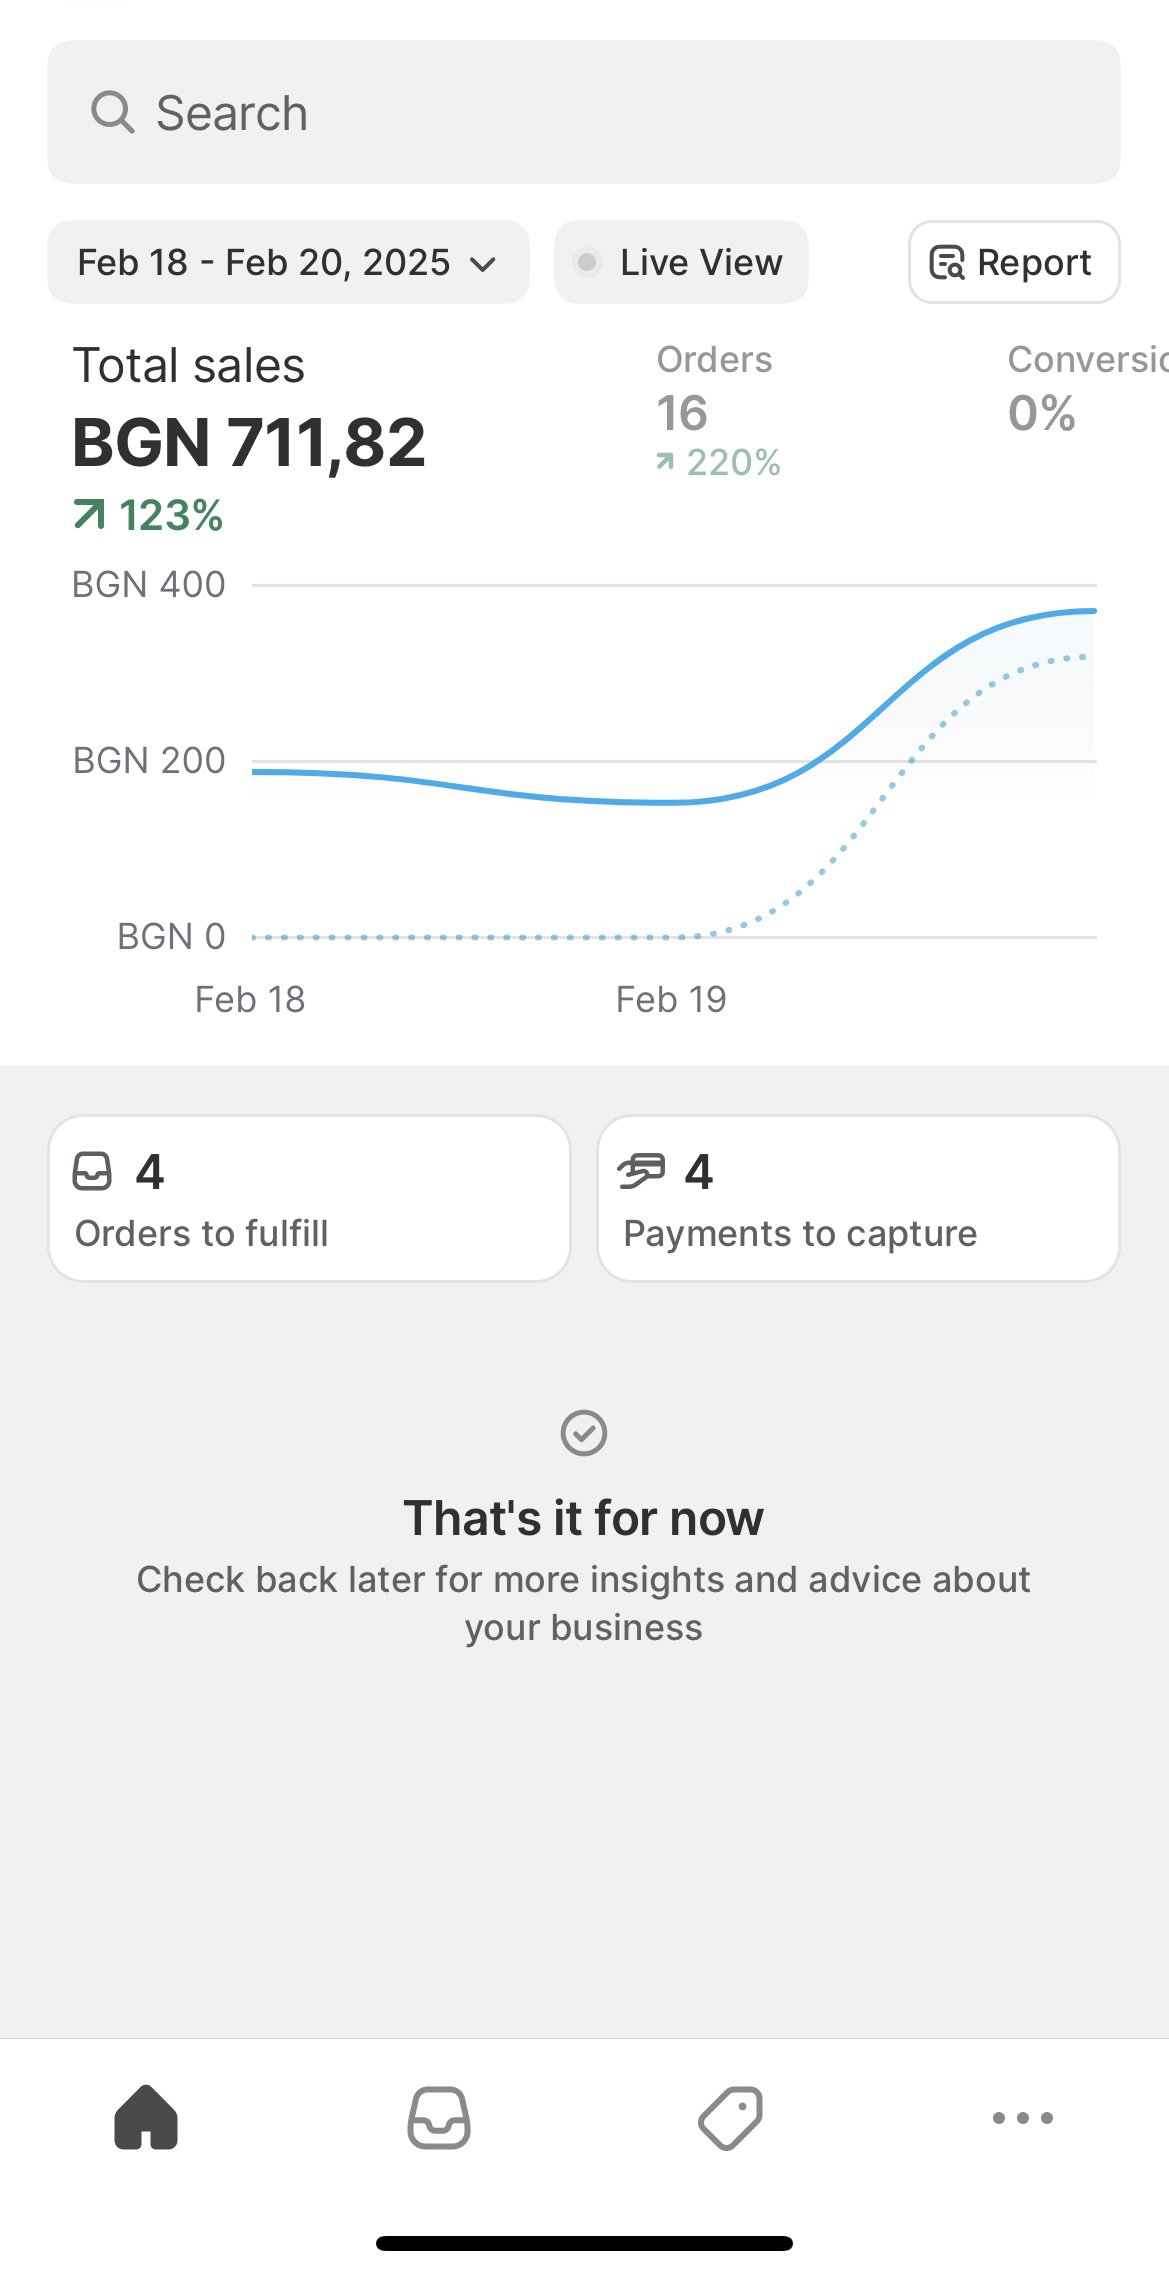 Search
Feb 18 - Feb 20, 2025
Live View
Report
Total sales
BGN 711,82
123%
Orders
16
220%
Conversio
0%
BGN 400
BGN 200
BGN 0
Feb 18
Feb 19
4
Orders to fulfill
4
Payments to capture
That's it for now
Check back later for more insights and advice about
your business